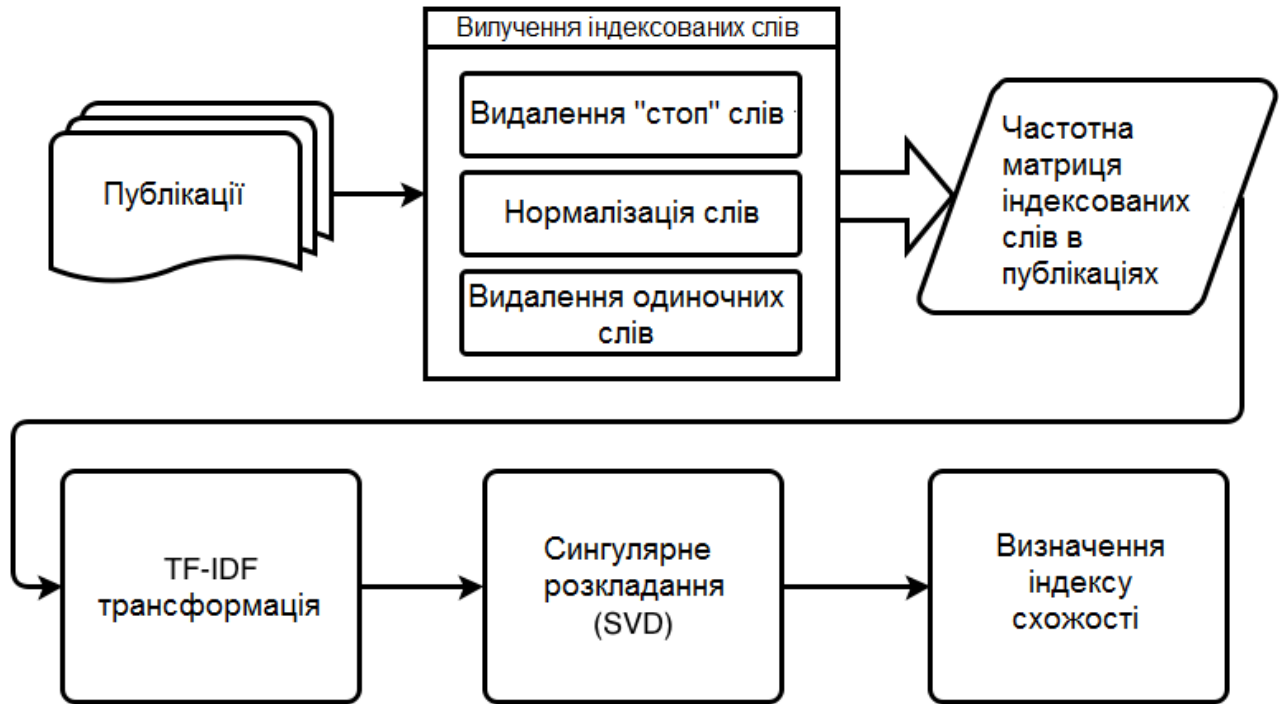 Вилучення індексованих слів
Публікації
Видалення "стоп" слів
Нормалізація слів
Видалення одиночних
слів
Частотна
матриця
індексованих
слів в
публікаціях
TF-IDF
трансформація
Сингулярне
розкладання
(SVD)
Визначення
індексу
схожості